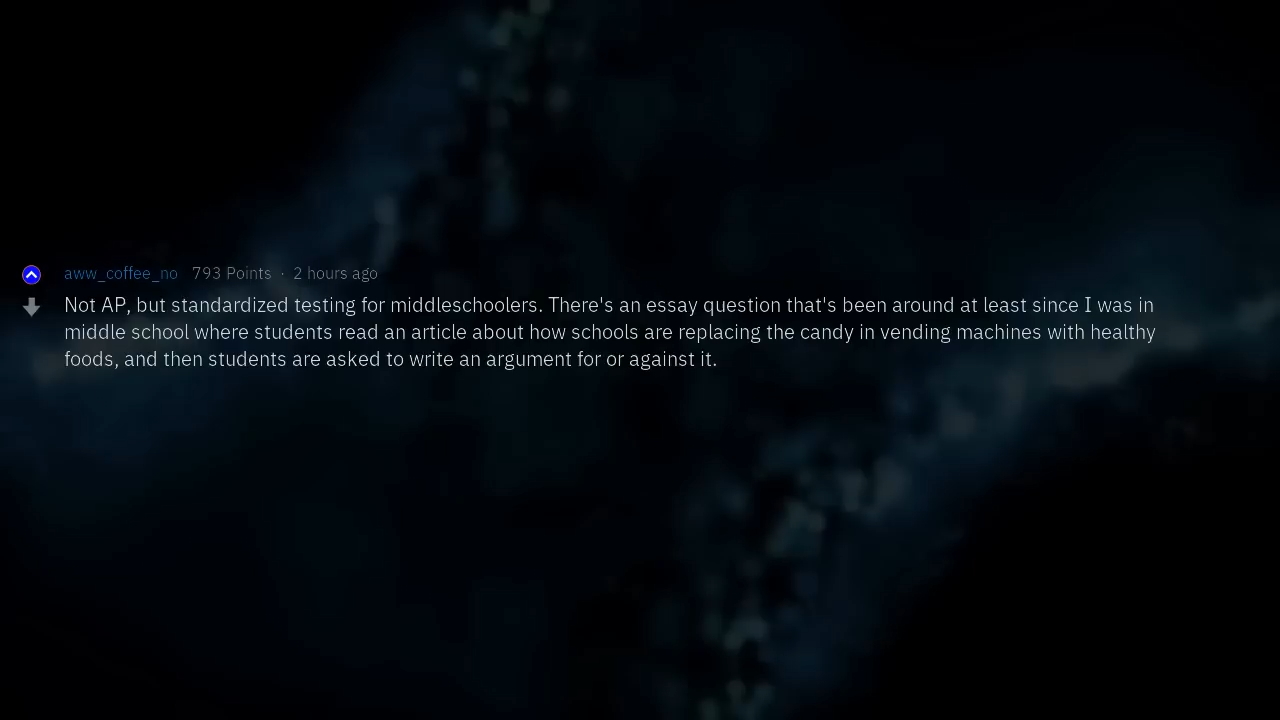 aww_coffee_no 793 Points · 2 hours ago
Not AP, but standardized testing for middleschoolers. There's an essay question that's been around at least since I was in
middle school where students read an article about how schools are replacing the candy in vending machines with healthy
foods, and then students are asked to write an argument for or against it.